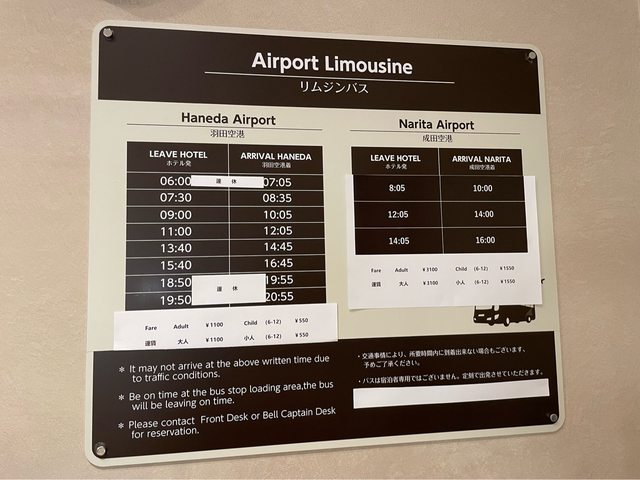 Airport Limousine
リムジンバス
Haneda Airport
羽田空港
LEAVE HOTEL ARRIVAL HANEDA
ホテル発 羽田空港着
06:00 運 休 07:05
07:30 08:35
09:00 10:05
11:00 12:05
13:40 14:45
15:40 16:45
18:50 19:55
運 休
19:50 20:55
Fare Adult ¥1100 Child (6-12) ¥550
運賃 大人 ¥1100 小人 (6-12) ¥550
Narita Airport
成田空港
LEAVE HOTEL ARRIVAL NARITA
ホテル発 成田空港着
8:05 10:00
12:05 14:00
14:05 16:00
Fare Adult ¥3100 Child (6-12) ¥1550
運賃 大人 ¥3100 小人 (6-12) ¥1550
* It may not arrive at the above written time due
to traffic conditions.
* Be on time at the bus stop loading area,the bus
will be leaving on time.
* Please contact Front Desk or Bell Captain Desk
for reservation.
・交通事情により、所要時間内に到着出来ない場合もございます、
予めご了承ください。
・バスは宿泊者専用ではございません。定刻で出発させていただきます。